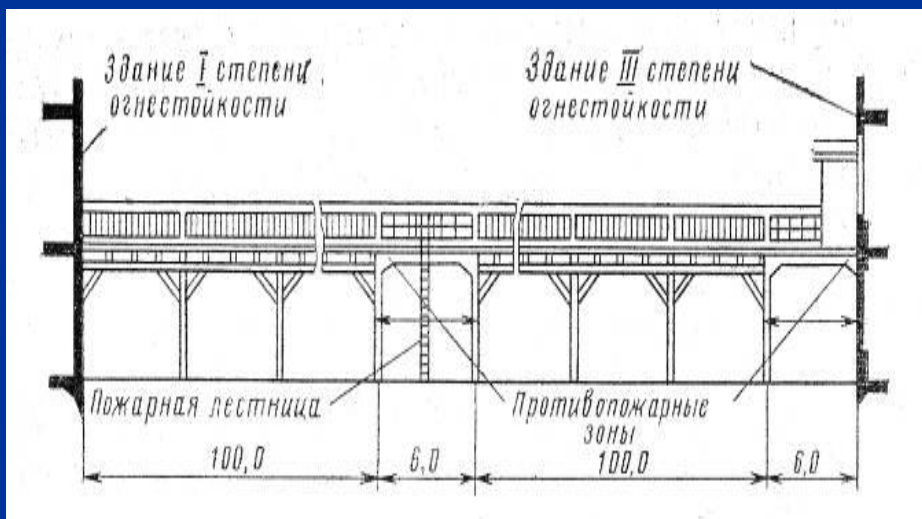 Здание I степени
огнестойкости
Здание III степени
огнестойкости
Пожарная лестница
Противопожарные
зоны
100,0
6,0
100,0
6,0